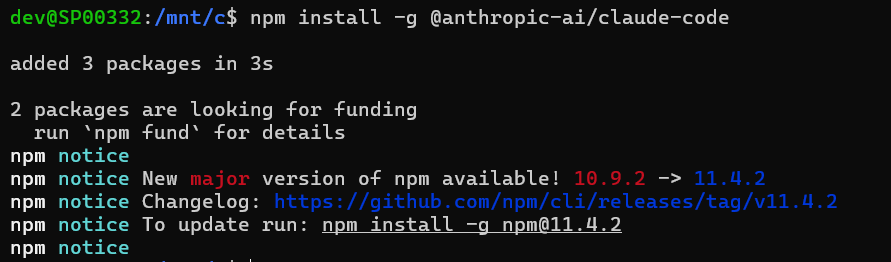 dev@SP00332:/mnt/c$ npm install -g @anthropic-ai/claude-code
added 3 packages in 3s
2 packages are looking for funding
  run `npm fund` for details
npm notice
npm notice New major version of npm available! 10.9.2 -> 11.4.2
npm notice Changelog: https://github.com/npm/cli/releases/tag/v11.4.2
npm notice To update run: npm install -g npm@11.4.2
npm notice